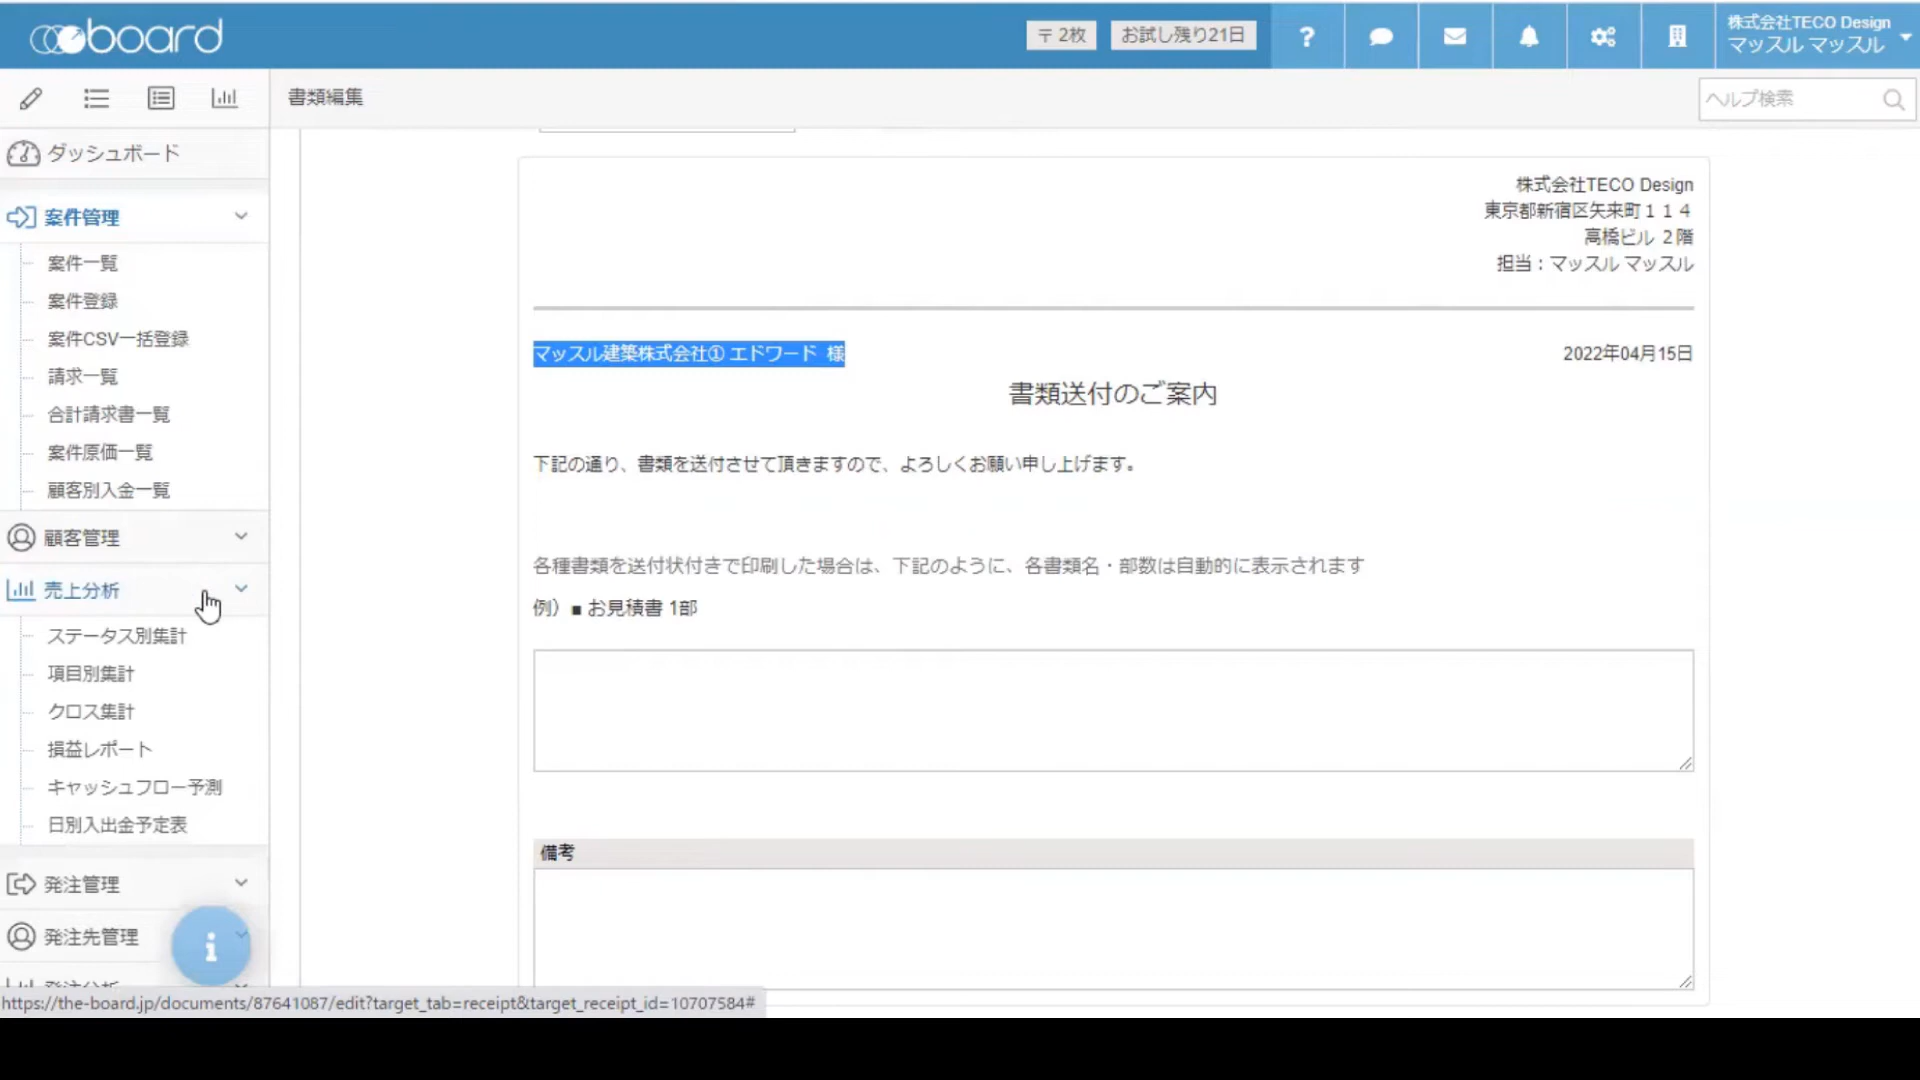 board
〒2枚
お試し残り21日
?
株式会社TECO Design
マッスル マッスル
書類編集
ヘルプ検索
ダッシュボード
案件管理
案件一覧
案件登録
案件CSV一括登録
請求一覧
合計請求書一覧
案件原価一覧
顧客別入金一覧
顧客管理
売上分析
ステータス別集計
項目別集計
クロス集計
損益レポート
キャッシュフロー予測
日別入出金予定表
発注管理
発注先管理
発注分析
i
株式会社TECO Design
東京都新宿区矢来町114
高橋ビル 2階
担当：マッスル マッスル
マッスル建築株式会社① エドワード 様
2022年04月15日
書類送付のご案内
下記の通り、書類を送付させて頂きますので、よろしくお願い申し上げます。
各種書類を送付状付きで印刷した場合は、下記のように、各書類名・部数は自動的に表示されます
例）■ お見積書 1部
備考
https://the-board.jp/documents/87641087/edit?target_tab=receipt&target_receipt_id=10707584#